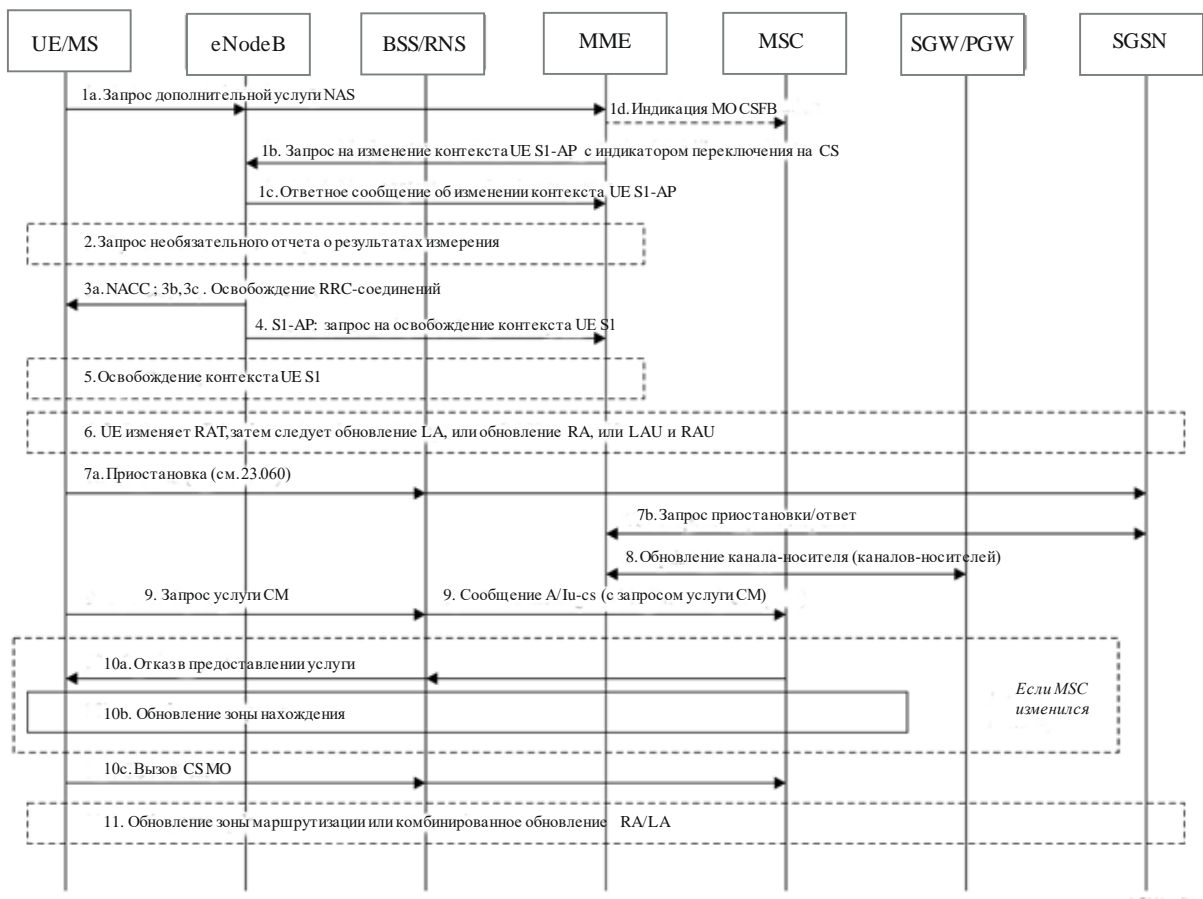 UE/MS
eNodeB
BSS/RNS
MME
MSC
SGW/PGW
SGSN
1a. Запрос дополнительной услуги NAS
1d. Индикация MO CSFB
1b. Запрос на изменение контекста UE S1-AP с индикатором переключения на CS
1c. Ответное сообщение об изменении контекста UE S1-AP
2. Запрос необязательного отчета о результатах измерения
3a. NACC; 3b, 3c. Освобождение RRC-соединений
4. S1-AP: запрос на освобождение контекста UE S1
5. Освобождение контекста UE S1
6. UE изменяет RAT, затем следует обновление LA, или обновление RA, или LAU и RAU
7a. Приостановка (см. 23.060)
7b. Запрос приостановки/ответ
8. Обновление канала-носителя (каналов-носителей)
9. Запрос услуги CM
9. Сообщение A/Iu-cs (с запросом услуги CM)
10a. Отказ в предоставлении услуги
Если MSC
изменился
10b. Обновление зоны нахождения
10c. Вызов CS MO
11. Обновление зоны маршрутизации или комбинированное обновление RA/LA